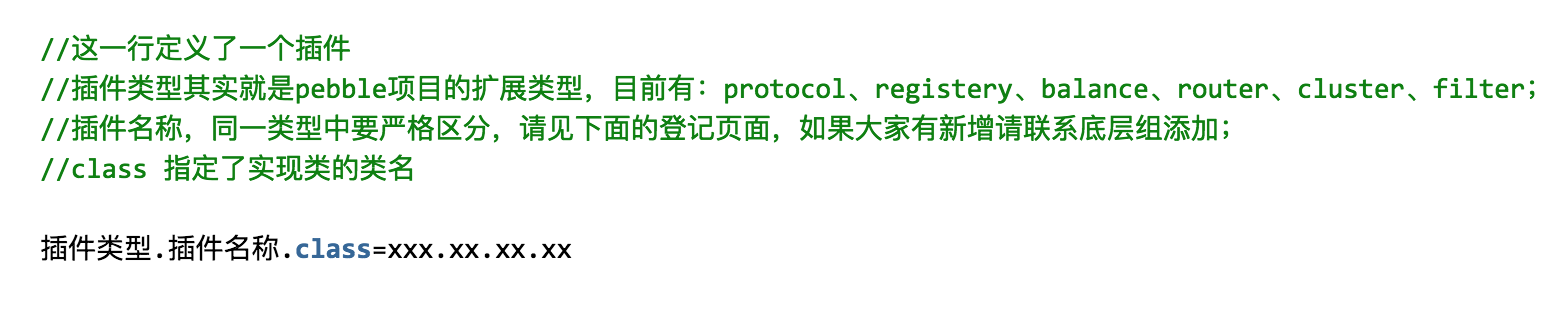 //这一行定义了一个插件
//插件类型其实就是pebble项目的扩展类型，目前有：protocol、registery、balance、router、cluster、filter；
//插件名称，同一类型中要严格区分，请见下面的登记页面，如果大家有新增请联系底层组添加；
//class 指定了实现类的类名
插件类型.插件名称.class=xxx.xx.xx.xx